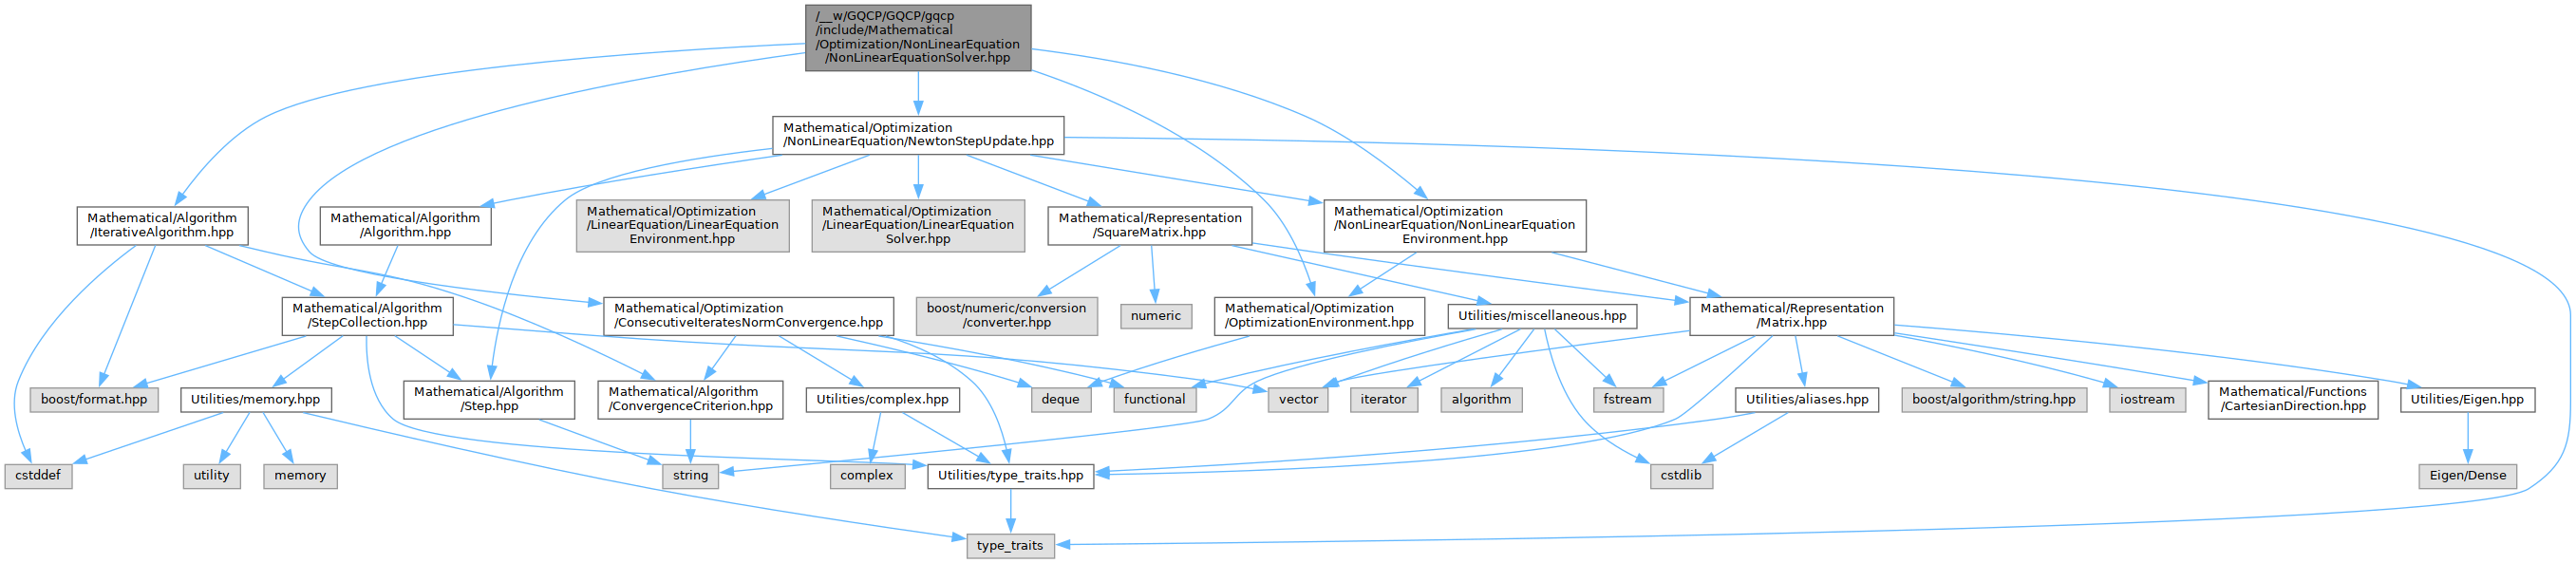 /__w/GQCP/GQCP/gqcp
/include/Mathematical
/Optimization/NonLinearEquation
/NonLinearEquationSolver.hpp
Mathematical/Optimization
/NonLinearEquation/NewtonStepUpdate.hpp
Mathematical/Algorithm
/IterativeAlgorithm.hpp
Mathematical/Algorithm
/Algorithm.hpp
Mathematical/Optimization
/LinearEquation/LinearEquation
Environment.hpp
Mathematical/Optimization
/LinearEquation/LinearEquation
Solver.hpp
Mathematical/Representation
/SquareMatrix.hpp
Mathematical/Optimization
/NonLinearEquation/NonLinearEquation
Environment.hpp
Mathematical/Algorithm
/StepCollection.hpp
Mathematical/Optimization
/ConsecutiveIteratesNormConvergence.hpp
boost/numeric/conversion
/converter.hpp
numeric
Mathematical/Optimization
/OptimizationEnvironment.hpp
Utilities/miscellaneous.hpp
Mathematical/Representation
/Matrix.hpp
boost/format.hpp
Utilities/memory.hpp
Mathematical/Algorithm
/Step.hpp
Mathematical/Algorithm
/ConvergenceCriterion.hpp
Utilities/complex.hpp
deque
functional
vector
iterator
algorithm
fstream
Utilities/aliases.hpp
boost/algorithm/string.hpp
iostream
Mathematical/Functions
/CartesianDirection.hpp
Utilities/Eigen.hpp
cstddef
utility
memory
string
complex
Utilities/type_traits.hpp
cstdlib
Eigen/Dense
type_traits